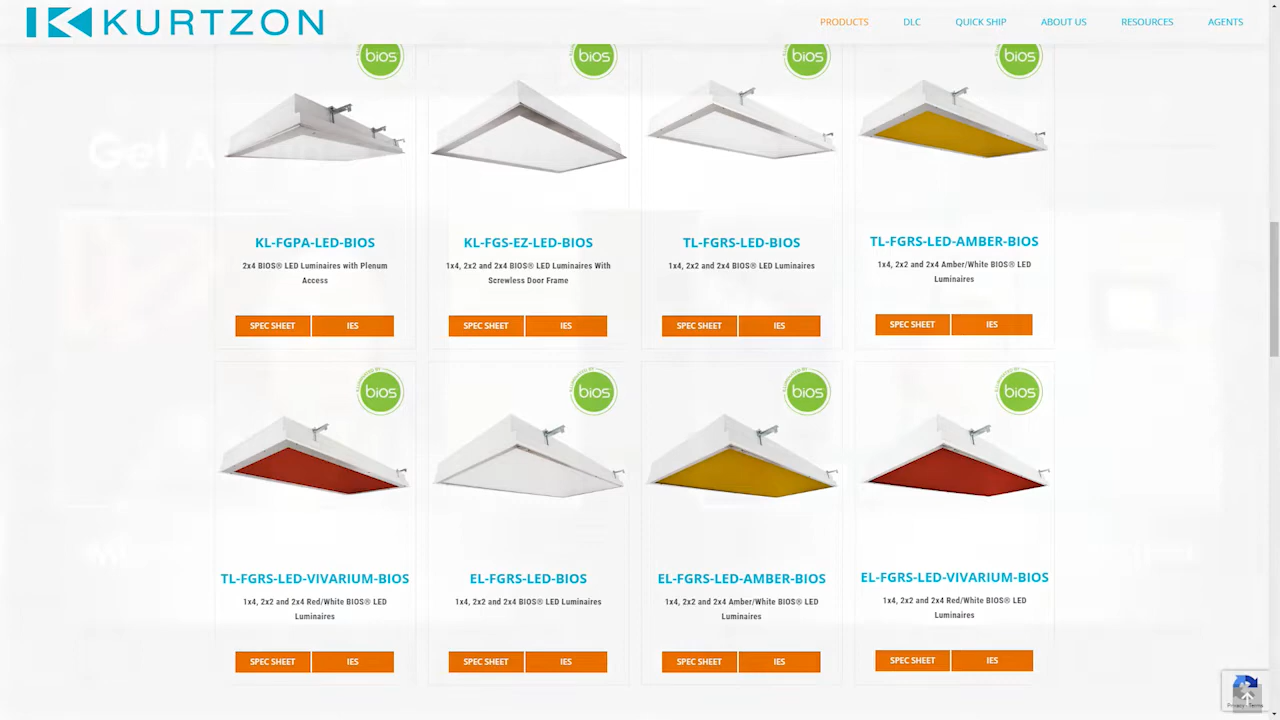 KURTZON
PRODUCTS DLC QUICK SHIP ABOUT US RESOURCES AGENTS
bios bios bios bios
KL-FGPA-LED-BIOS
2x4 BIOS® LED Luminaires with Plenum
Access
SPEC SHEET IES
KL-FGS-EZ-LED-BIOS
1x4, 2x2 and 2x4 BIOS® LED Luminaires With
Screwless Door Frame
SPEC SHEET IES
TL-FGRS-LED-BIOS
1x4, 2x2 and 2x4 BIOS® LED Luminaires
SPEC SHEET IES
TL-FGRS-LED-AMBER-BIOS
1x4, 2x2 and 2x4 Amber/White BIOS® LED
Luminaires
SPEC SHEET IES
bios bios bios bios
TL-FGRS-LED-VIVARIUM-BIOS
1x4, 2x2 and 2x4 Red/White BIOS® LED
Luminaires
SPEC SHEET IES
EL-FGRS-LED-BIOS
1x4, 2x2 and 2x4 BIOS® LED Luminaires
SPEC SHEET IES
EL-FGRS-LED-AMBER-BIOS
1x4, 2x2 and 2x4 Amber/White BIOS® LED
Luminaires
SPEC SHEET IES
EL-FGRS-LED-VIVARIUM-BIOS
1x4, 2x2 and 2x4 Red/White BIOS® LED
Luminaires
SPEC SHEET IES
Privacy - Terms